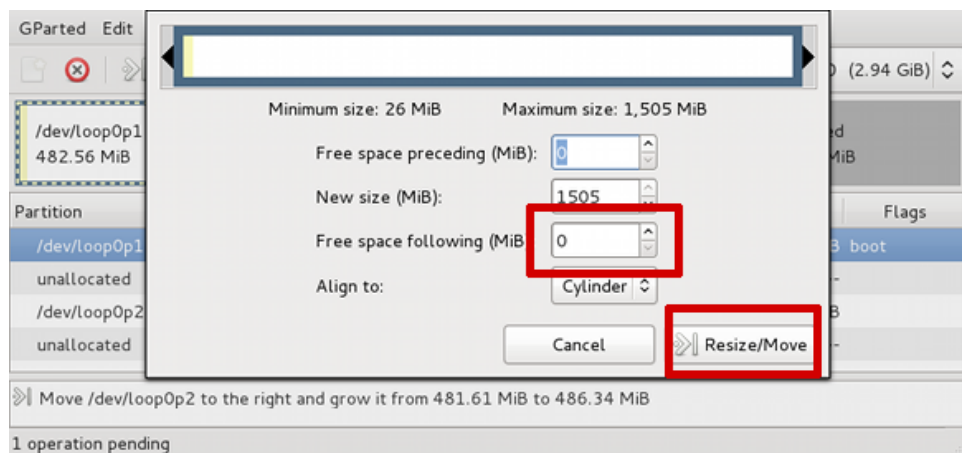 GParted Edit
(2.94 GiB)
Minimum size: 26 MiB Maximum size: 1,505 MiB
/dev/loop0p1
482.56 MiB
ed
MiB
Free space preceding (MiB): 0
New size (MiB): 1505
Partition
Flags
Free space following (MiB 0
/dev/loop0p1
B boot
unallocated
--
Align to: Cylinder
/dev/loop0p2
B
unallocated
--
Cancel Resize/Move
Move /dev/loop0p2 to the right and grow it from 481.61 MiB to 486.34 MiB
1 operation pending